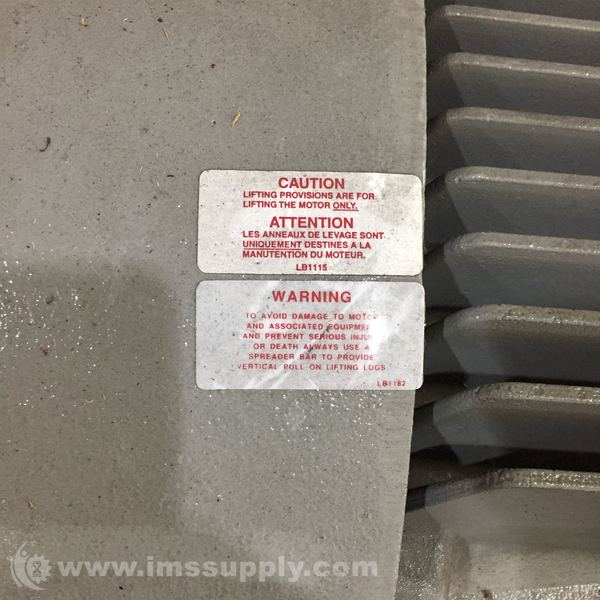 CAUTION
LIFTING PROVISIONS ARE FOR
LIFTING THE MOTOR ONLY.
ATTENTION
LES ANNEAUX DE LEVAGE SONT
UNIQUEMENT DESTINES A LA
MANUTENTION DU MOTEUR.
LB1115
WARNING
TO AVOID DAMAGE TO MOTOR
AND ASSOCIATED EQUIPMENT
AND PREVENT SERIOUS INJURY
OR DEATH ALWAYS USE A
SPREADER BAR TO PROVIDE
VERTICAL PULL ON LIFTING LUGS
LB1182
www.imssupply.com